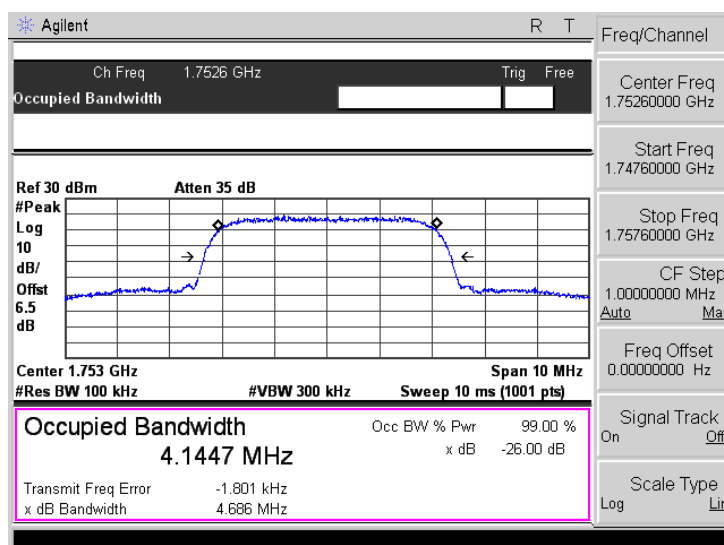 Agilent R T
Freq/Channel
Ch Freq 1.7526 GHz Trig Free
Occupied Bandwidth
Center Freq
1.75260000 GHz
Start Freq
1.74760000 GHz
Stop Freq
1.75760000 GHz
CF Step
1.00000000 MHz
Auto Ma
Freq Offset
0.00000000 Hz
Signal Track
On Off
Scale Type
Log Lin
Ref 30 dBm Atten 35 dB
#Peak
Log
10
dB/
Offst
6.5
dB
Center 1.753 GHz Span 10 MHz
#Res BW 100 kHz #VBW 300 kHz Sweep 10 ms (1001 pts)
Occupied Bandwidth Occ BW % Pwr 99.00 %
4.1447 MHz x dB -26.00 dB
Transmit Freq Error -1.801 kHz
x dB Bandwidth 4.686 MHz